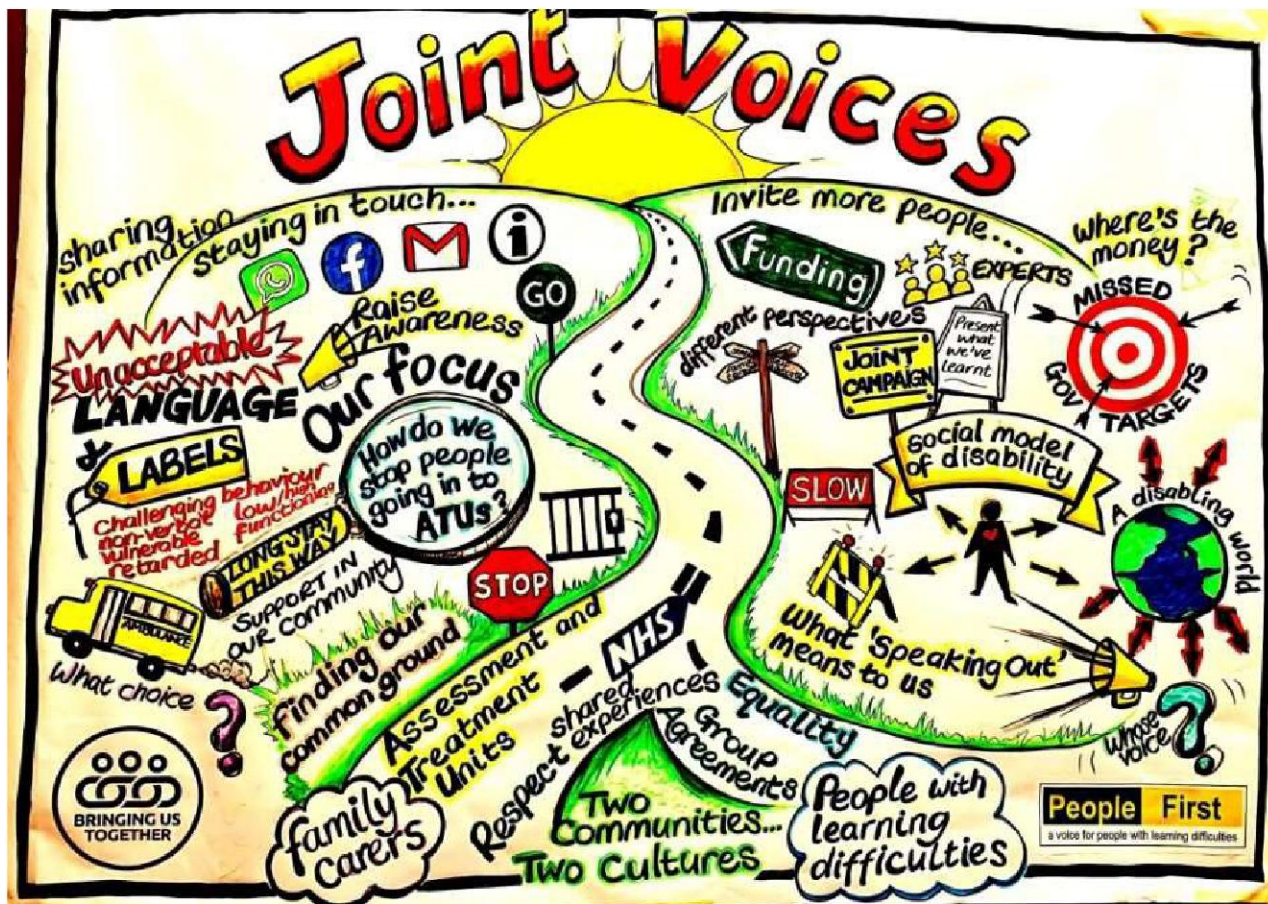 Joint Voices
Sharing
information
staying in touch...
i
GO
Raise
Awareness
Unacceptable
LANGUAGE
&
LABELS
challenging behaviour
non-verbal low/high
functioning
vulnerable
retarded
Our focus
How do we
stop people
going in to
ATUs?
LONG STAY
THIS WAY
SUPPORT IN
OUR COMMUNITY
STOP
AMBULANCE
What choice
?
Finding our
common ground
Assessment and
Treatment
Units
NHS
Invite more people...
Funding
EXPERTS
Where's the
money?
MISSED
GOV TARGETS
different perspectives
JOINT
CAMPAIGN
Present
what
we've
learnt
social model
of disability
SLOW
A disabling world
What 'Speaking Out'
means to us
Whose
voice
?
shared
experiences
Respect
Equality
Group
Agreements
Two
Communities...
Two Cultures
family
carers
People with
learning
difficulties
BRINGING US
TOGETHER
People First
a voice for people with learning difficulties